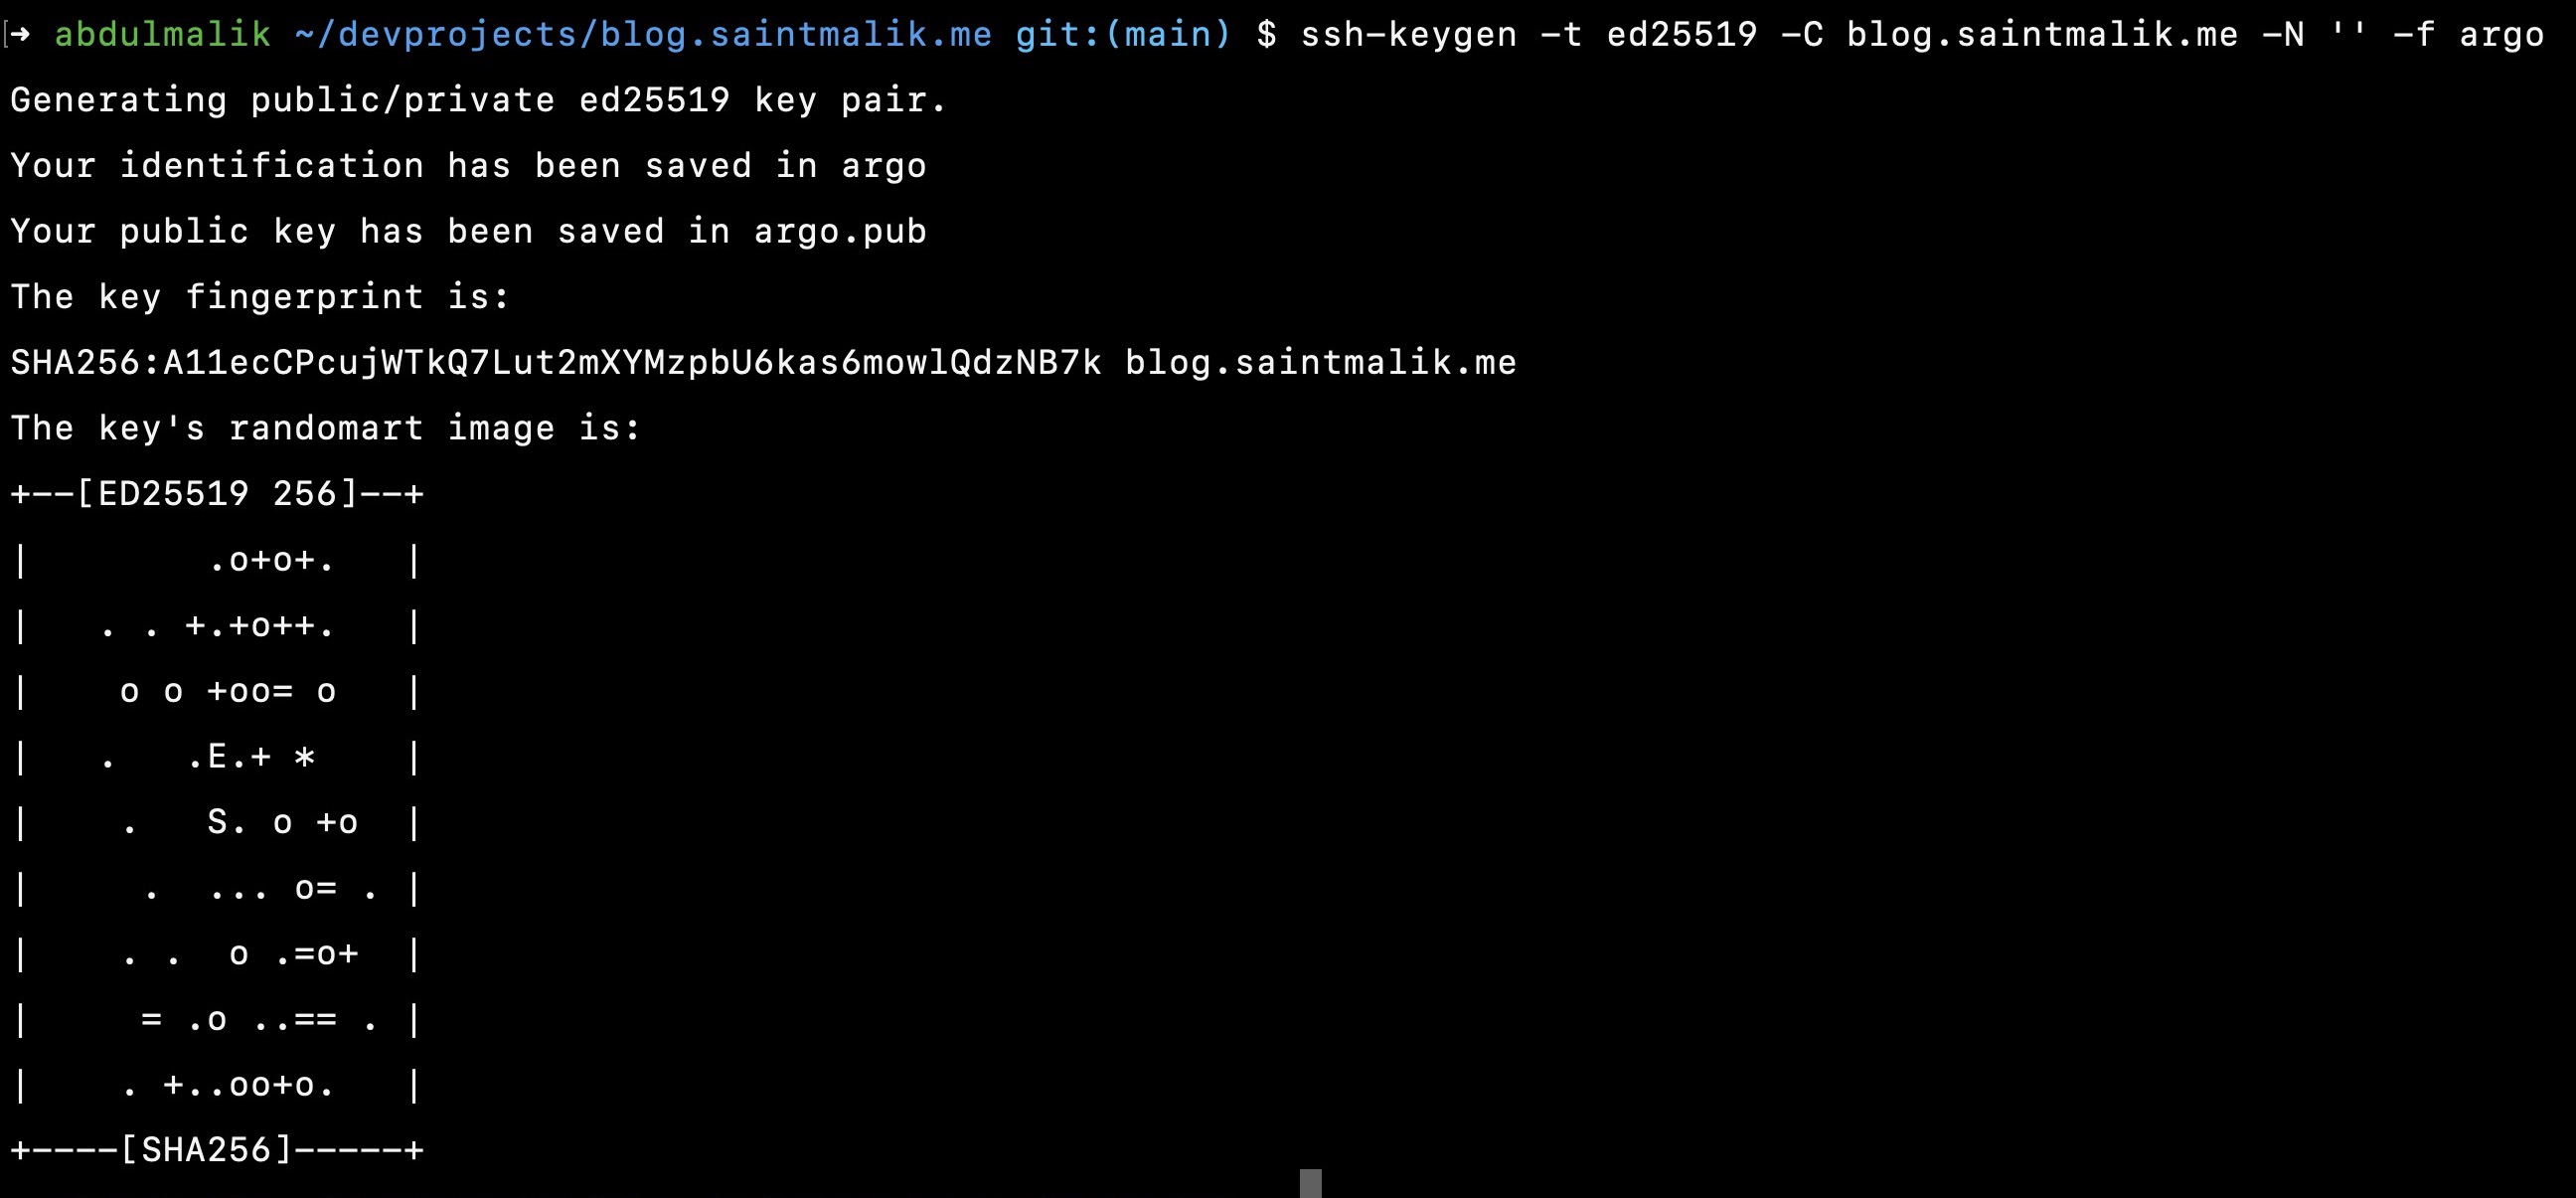 ➜ abdulmalik ~/devprojects/blog.saintmalik.me git:(main) $ ssh-keygen -t ed25519 -C blog.saintmalik.me -N '' -f argo
Generating public/private ed25519 key pair.
Your identification has been saved in argo
Your public key has been saved in argo.pub
The key fingerprint is:
SHA256:A11ecCPcujWTkQ7Lut2mXYMzpbU6kas6mowlQdzNB7k blog.saintmalik.me
The key's randomart image is:
+--[ED25519 256]--+
|        .o+o+.   |
|   . . +.+o++.   |
|    o o +oo= o   |
|   .   .E.+ *    |
|    .   S. o +o  |
|     .  ... o= . |
|    . .  o .=o+  |
|     = .o ..== . |
|    . +..oo+o.   |
+----[SHA256]-----+